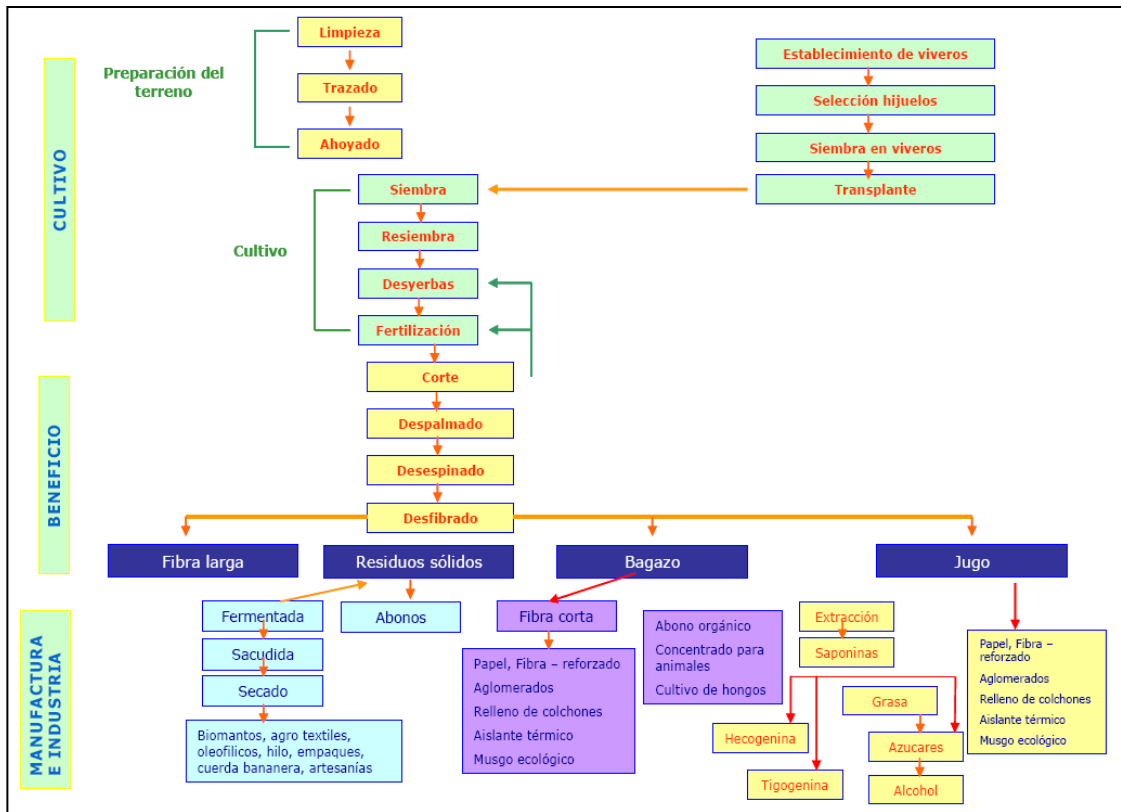 CULTIVO
Preparación del
terreno
Limpieza
Trazado
Ahoyado
Establecimiento de viveros
Selección hijuelos
Siembra en viveros
Transplante
Cultivo
Siembra
Resiembra
Desyerbas
Fertilización
BENEFICIO
Corte
Despalmado
Desespinado
Desfibrado
Fibra larga
Residuos sólidos
Bagazo
Jugo
MANUFACTURA
E INDUSTRIA
Fermentada
Sacudida
Secado
Biomantos, agro textiles,
oleofilicos, hilo, empaques,
cuerda bananera, artesanías
Abonos
Fibra corta
Papel, Fibra – reforzado
Aglomerados
Relleno de colchones
Aislante térmico
Musgo ecológico
Abono orgánico
Concentrado para
animales
Cultivo de hongos
Extracción
Saponinas
Hecogenina
Tigogenina
Grasa
Azucares
Alcohol
Papel, Fibra –
reforzado
Aglomerados
Relleno de colchones
Aislante térmico
Musgo ecológico